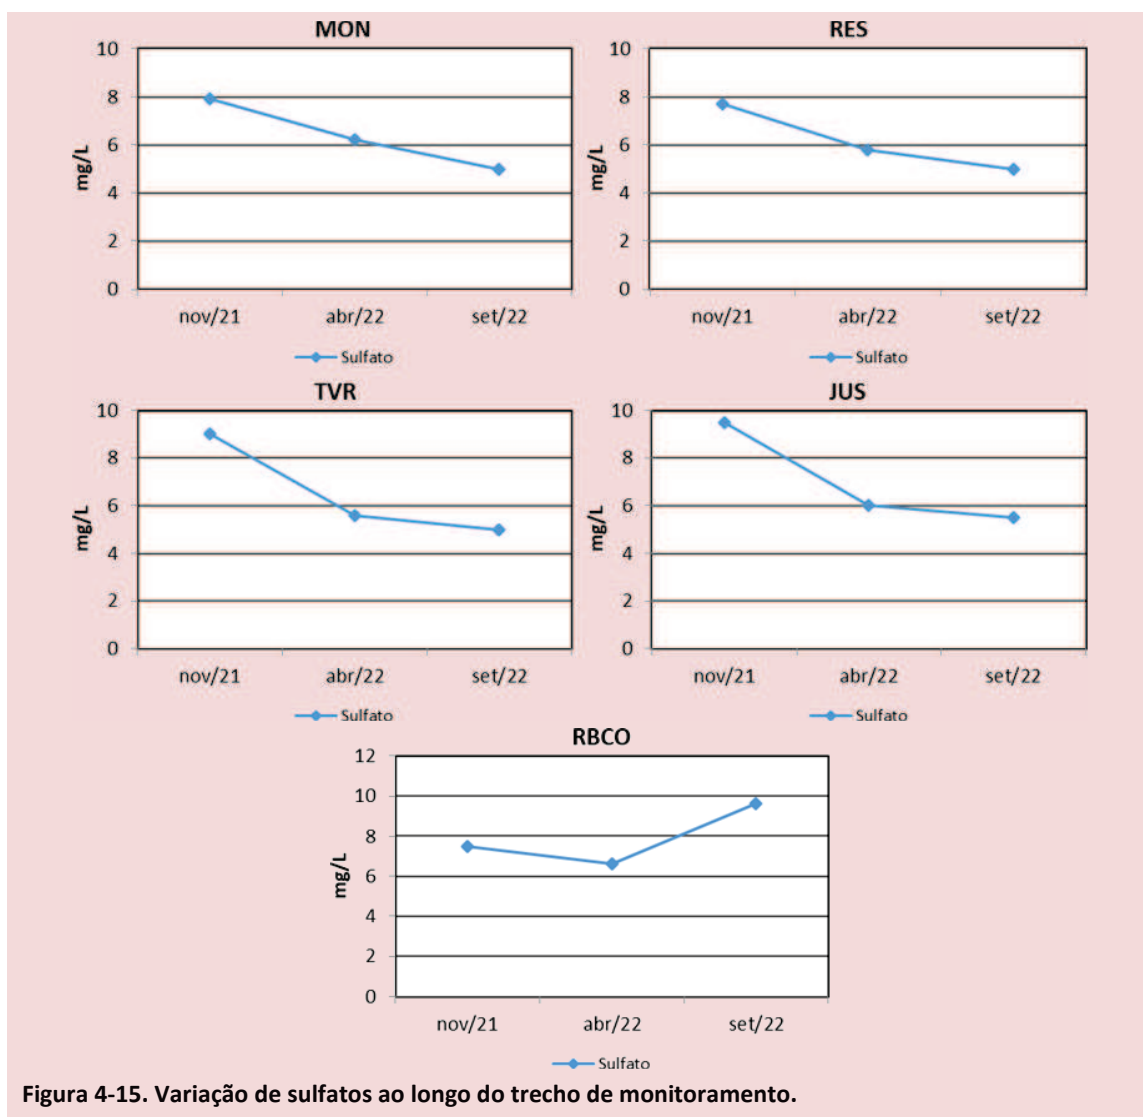 MON
10
8
6
4
2
0
mg/L
nov/21 abr/22 set/22
Sulfato
RES
10
8
6
4
2
0
mg/L
nov/21 abr/22 set/22
Sulfato
TVR
10
8
6
4
2
0
mg/L
nov/21 abr/22 set/22
Sulfato
JUS
10
8
6
4
2
0
mg/L
nov/21 abr/22 set/22
Sulfato
RBCO
12
10
8
6
4
2
0
mg/L
nov/21 abr/22 set/22
Sulfato
Figura 4-15. Variação de sulfatos ao longo do trecho de monitoramento.